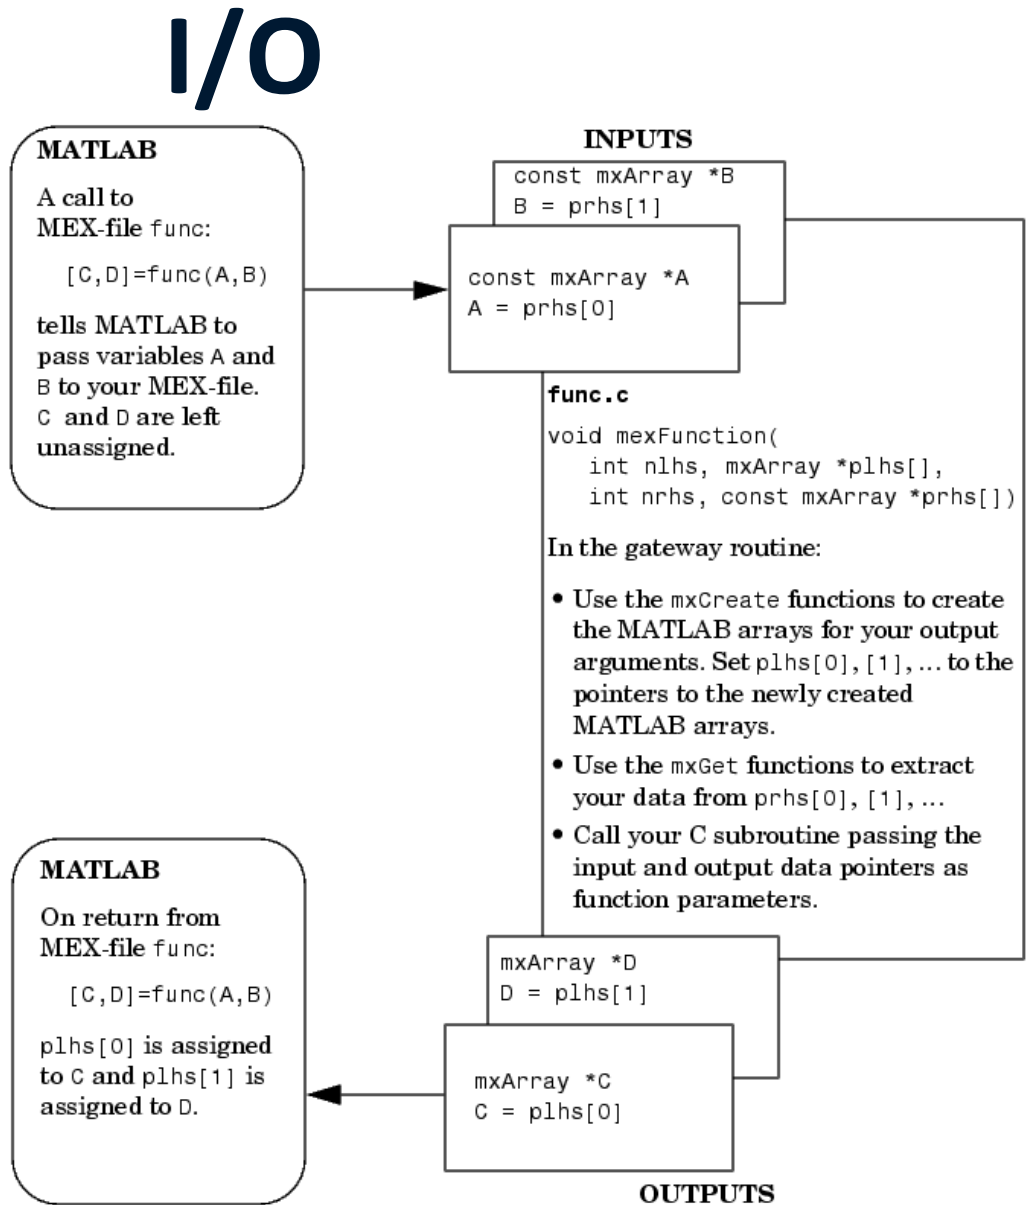 I/O
MATLAB
A call to
MEX-file func:
[C,D]=func(A,B)
tells MATLAB to
pass variables A and
B to your MEX-file.
C and D are left
unassigned.
INPUTS
const mxArray *B
B = prhs[1]
const mxArray *A
A = prhs[0]
func.c
void mexFunction(
int nlhs, mxArray *plhs[],
int nrhs, const mxArray *prhs[])
In the gateway routine:
• Use the mxCreate functions to create
the MATLAB arrays for your output
arguments. Set plhs[0], [1], ... to the
pointers to the newly created
MATLAB arrays.
• Use the mxGet functions to extract
your data from prhs[0], [1], ...
• Call your C subroutine passing the
input and output data pointers as
function parameters.
MATLAB
On return from
MEX-file func:
[C,D]=func(A,B)
plhs[0] is assigned
to C and plhs[1] is
assigned to D.
mxArray *D
D = plhs[1]
mxArray *C
C = plhs[0]
OUTPUTS